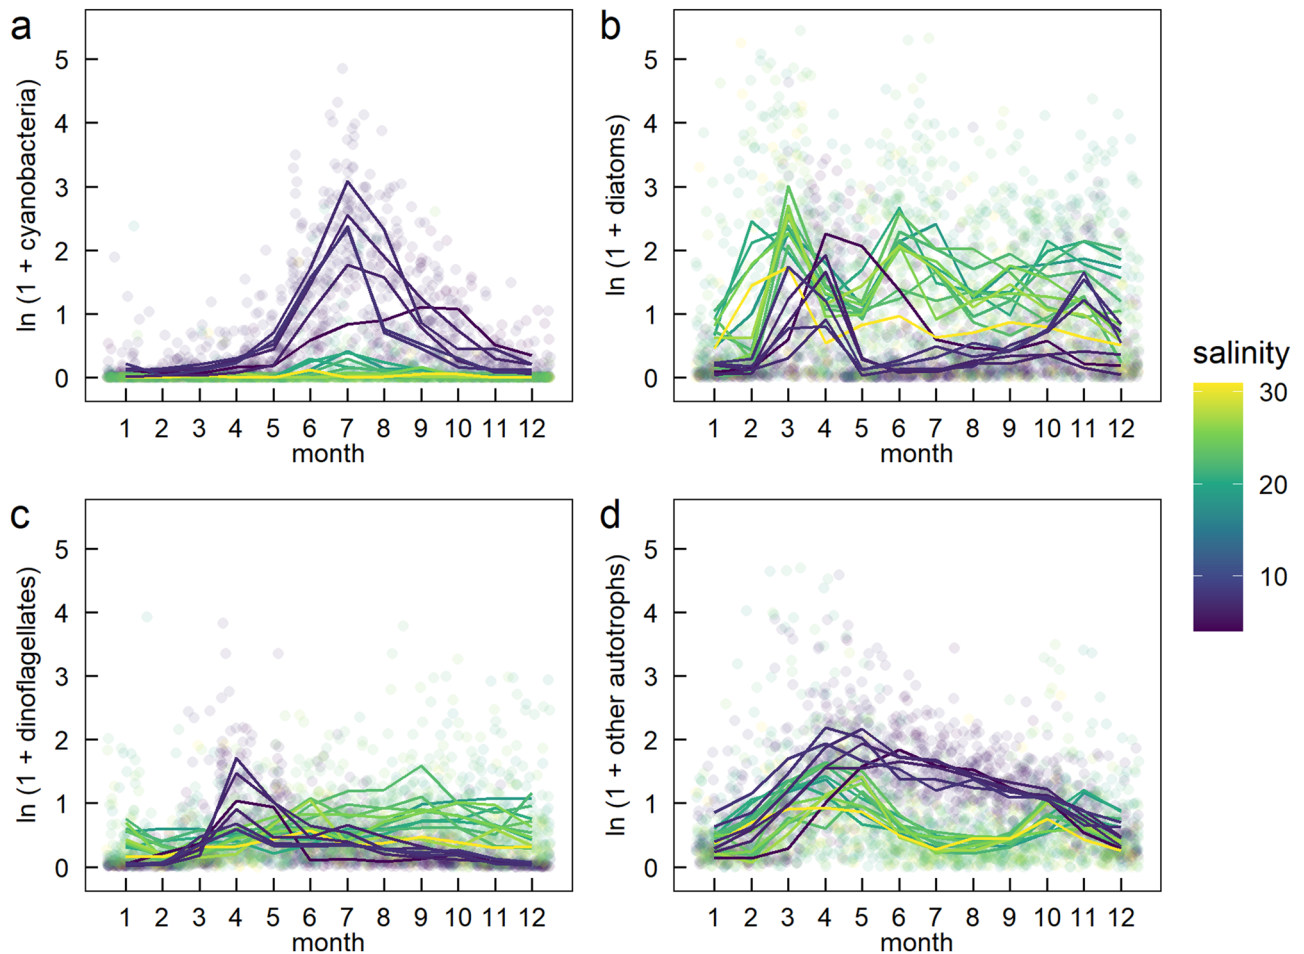 a
ln (1 + cyanobacteria)
5
4
3
2
1
0
1 2 3 4 5 6 7 8 9 10 11 12
month
b
ln (1 + diatoms)
5
4
3
2
1
0
1 2 3 4 5 6 7 8 9 10 11 12
month
c
ln (1 + dinoflagellates)
5
4
3
2
1
0
1 2 3 4 5 6 7 8 9 10 11 12
month
d
ln (1 + other autotrophs)
5
4
3
2
1
0
1 2 3 4 5 6 7 8 9 10 11 12
month
salinity
30
20
10